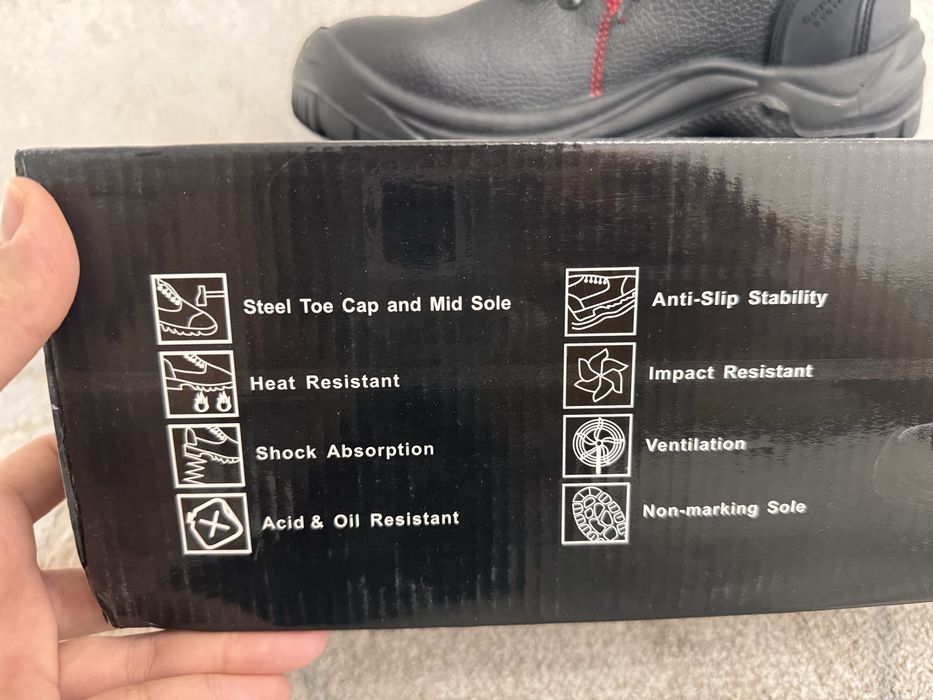 Steel Toe Cap and Mid Sole
Heat Resistant
Shock Absorption
Acid & Oil Resistant
Anti-Slip Stability
Impact Resistant
Ventilation
Non-marking Sole